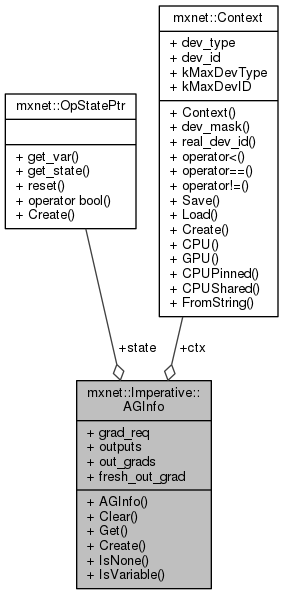 mxnet::Context
+ dev_type
+ dev_id
+ kMaxDevType
+ kMaxDevID
+ Context()
+ dev_mask()
+ real_dev_id()
+ operator<()
+ operator==()
+ operator!=()
+ Save()
+ Load()
+ Create()
+ CPU()
+ GPU()
+ CPUPinned()
+ CPUShared()
+ FromString()
mxnet::OpStatePtr
+ get_var()
+ get_state()
+ reset()
+ operator bool()
+ Create()
+state
+ctx
mxnet::Imperative::
AGInfo
+ grad_req
+ outputs
+ out_grads
+ fresh_out_grad
+ AGInfo()
+ Clear()
+ Get()
+ Create()
+ IsNone()
+ IsVariable()